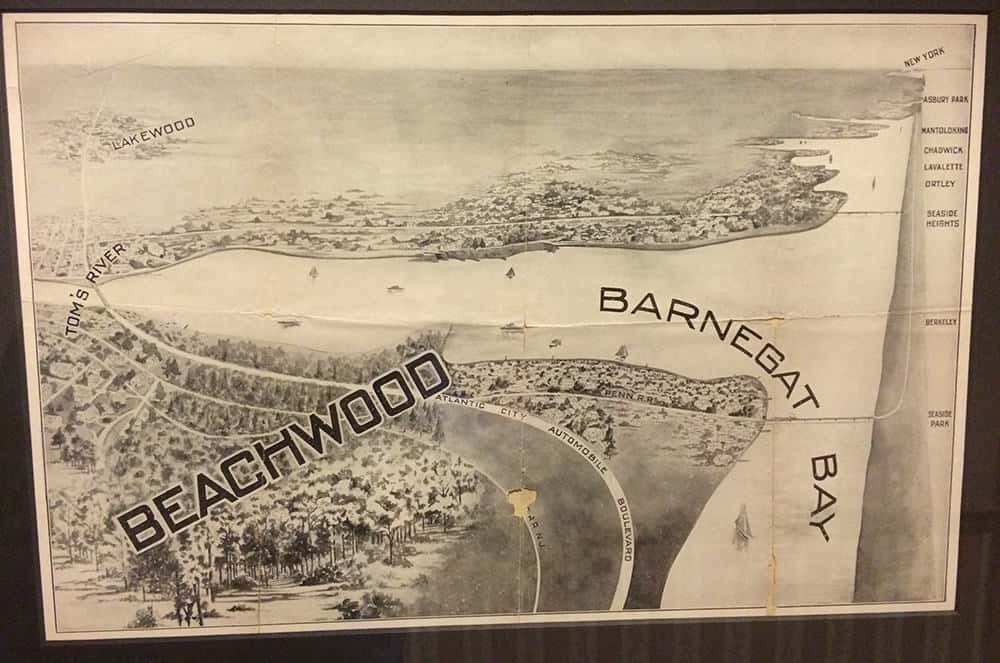 NEW YORK
ASBURY PARK
LAKEWOOD
MANTOLOKING
CHADWICK
LAVALETTE
ORTLEY
SEASIDE
HEIGHTS
TOM'S RIVER
BARNEGAT
BERKELEY
BEACHWOOD
PENN R.R.
ATLANTIC CITY
AUTOMOBILE
BOULEVARD
SEASIDE
PARK
BAY
N.J.